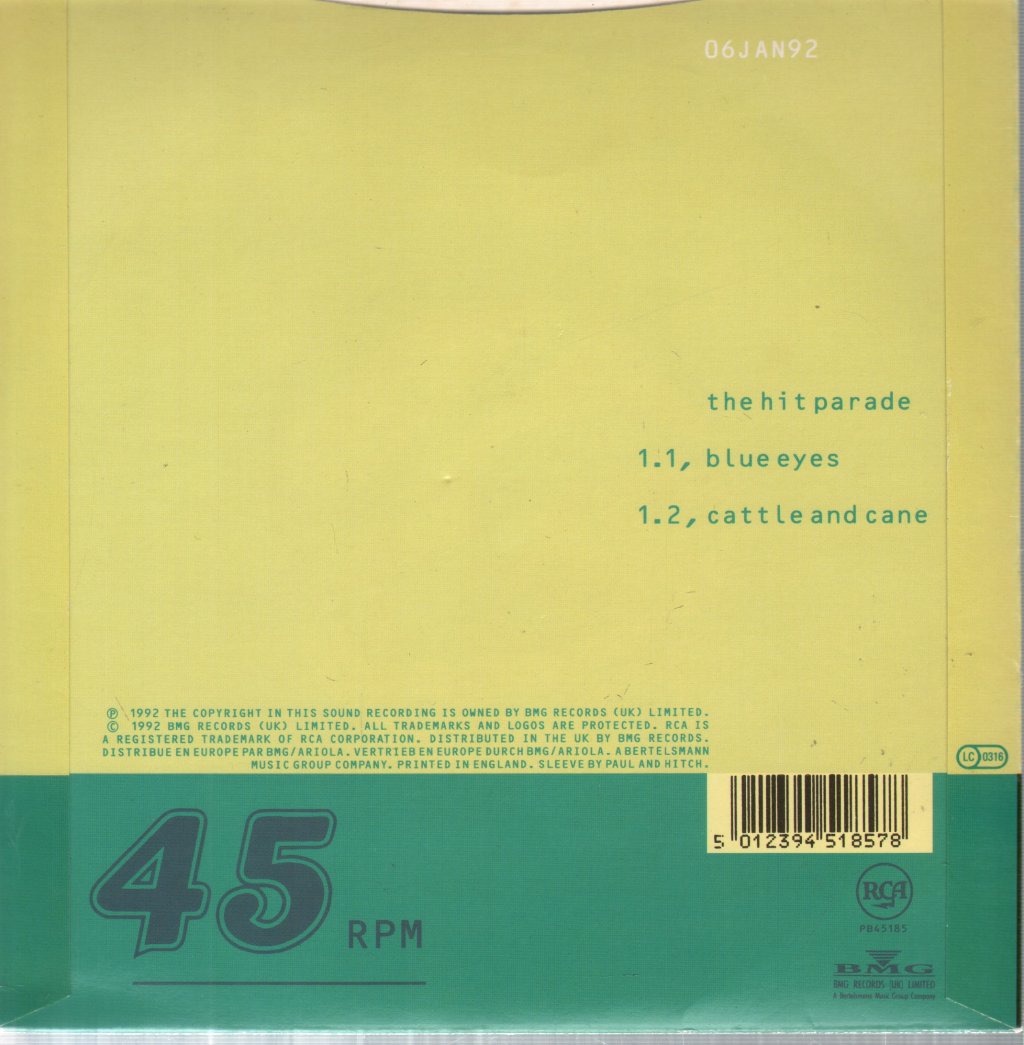 06JAN92
the hit parade
1.1, blue eyes
1.2, cattle and cane
Ⓟ 1992 THE COPYRIGHT IN THIS SOUND RECORDING IS OWNED BY BMG RECORDS (UK) LIMITED.
© 1992 BMG RECORDS (UK) LIMITED. ALL TRADEMARKS AND LOGOS ARE PROTECTED. RCA IS
A REGISTERED TRADEMARK OF RCA CORPORATION. DISTRIBUTED IN THE UK BY BMG RECORDS.
DISTRIBUE EN EUROPE PAR BMG/ARIOLA. VERTRIEB EN EUROPE DURCH BMG/ARIOLA. A BERTELSMANN
MUSIC GROUP COMPANY. PRINTED IN ENGLAND. SLEEVE BY PAUL AND HITCH.
LC 0316
5 012394 518578
45 RPM
RCA
PB45185
BMG
BMG RECORDS (UK) LIMITED
A Bertelsmann Music Group Company